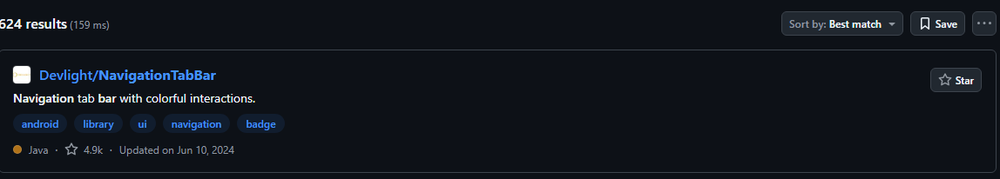 624 results (159 ms)
Sort by: Best match
Save
Devlight/NavigationTabBar
Star
Navigation tab bar with colorful interactions.
android library ui navigation badge
Java · 4.9k · Updated on Jun 10, 2024